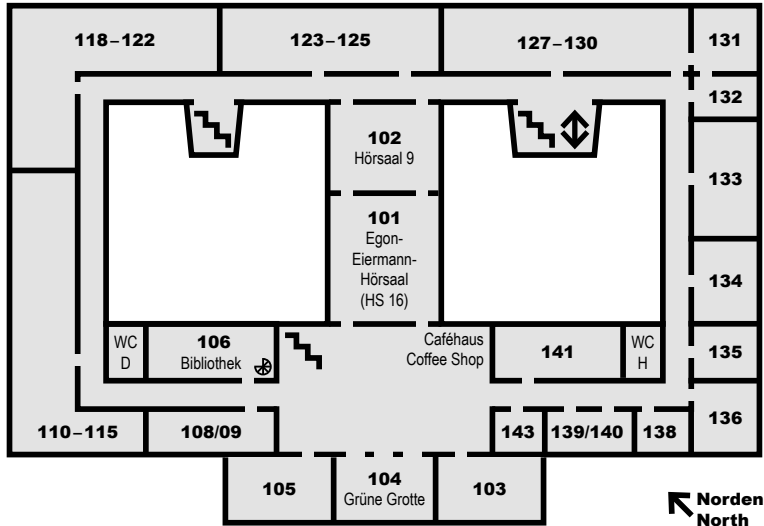 118–122
123–125
127–130
131
132
102
Hörsaal 9
133
101
Egon-
Eiermann-
Hörsaal
(HS 16)
134
WC
D
106
Bibliothek
Caféhaus
Coffee Shop
141
WC
H
135
110–115
108/09
143
139/140
138
136
105
104
Grüne Grotte
103
Norden
North